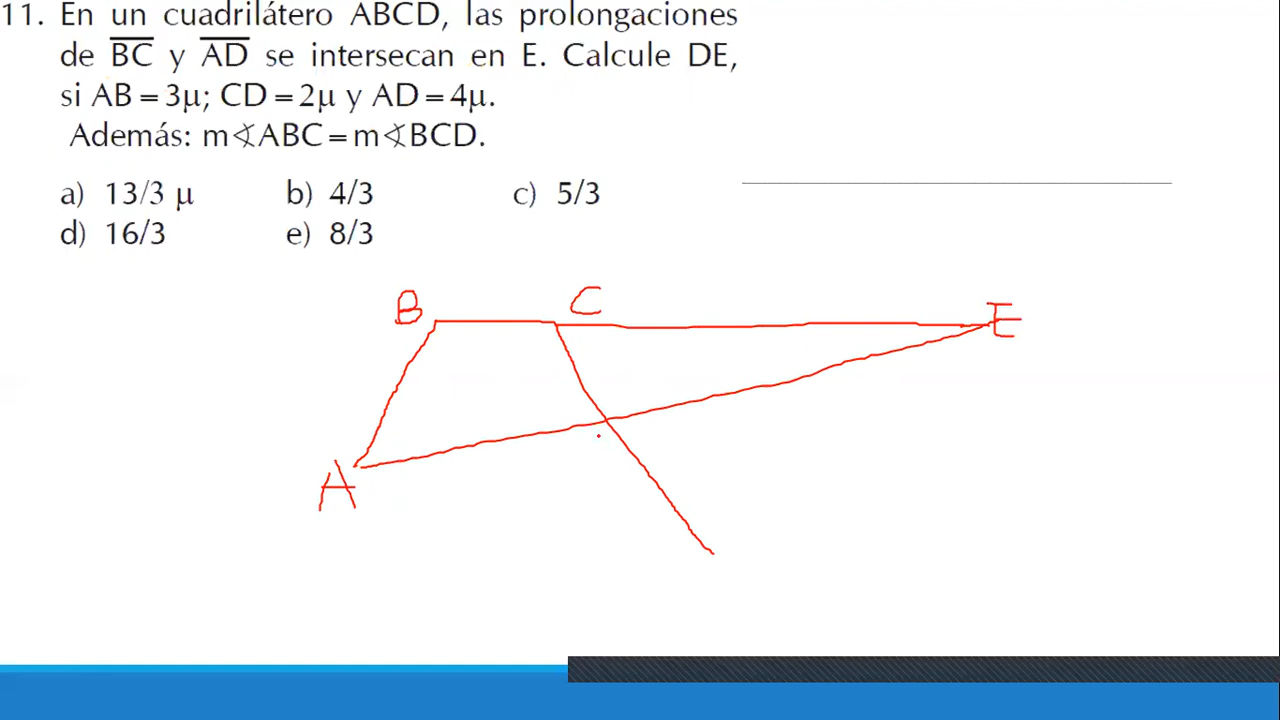 11. En un cuadrilátero ABCD, las prolongaciones
de BC y AD se intersecan en E. Calcule DE,
si AB = 3μ; CD = 2μ y AD = 4μ.
Además: m∢ABC = m∢BCD.
a) 13/3 μ b) 4/3 c) 5/3
d) 16/3 e) 8/3
B C E
A